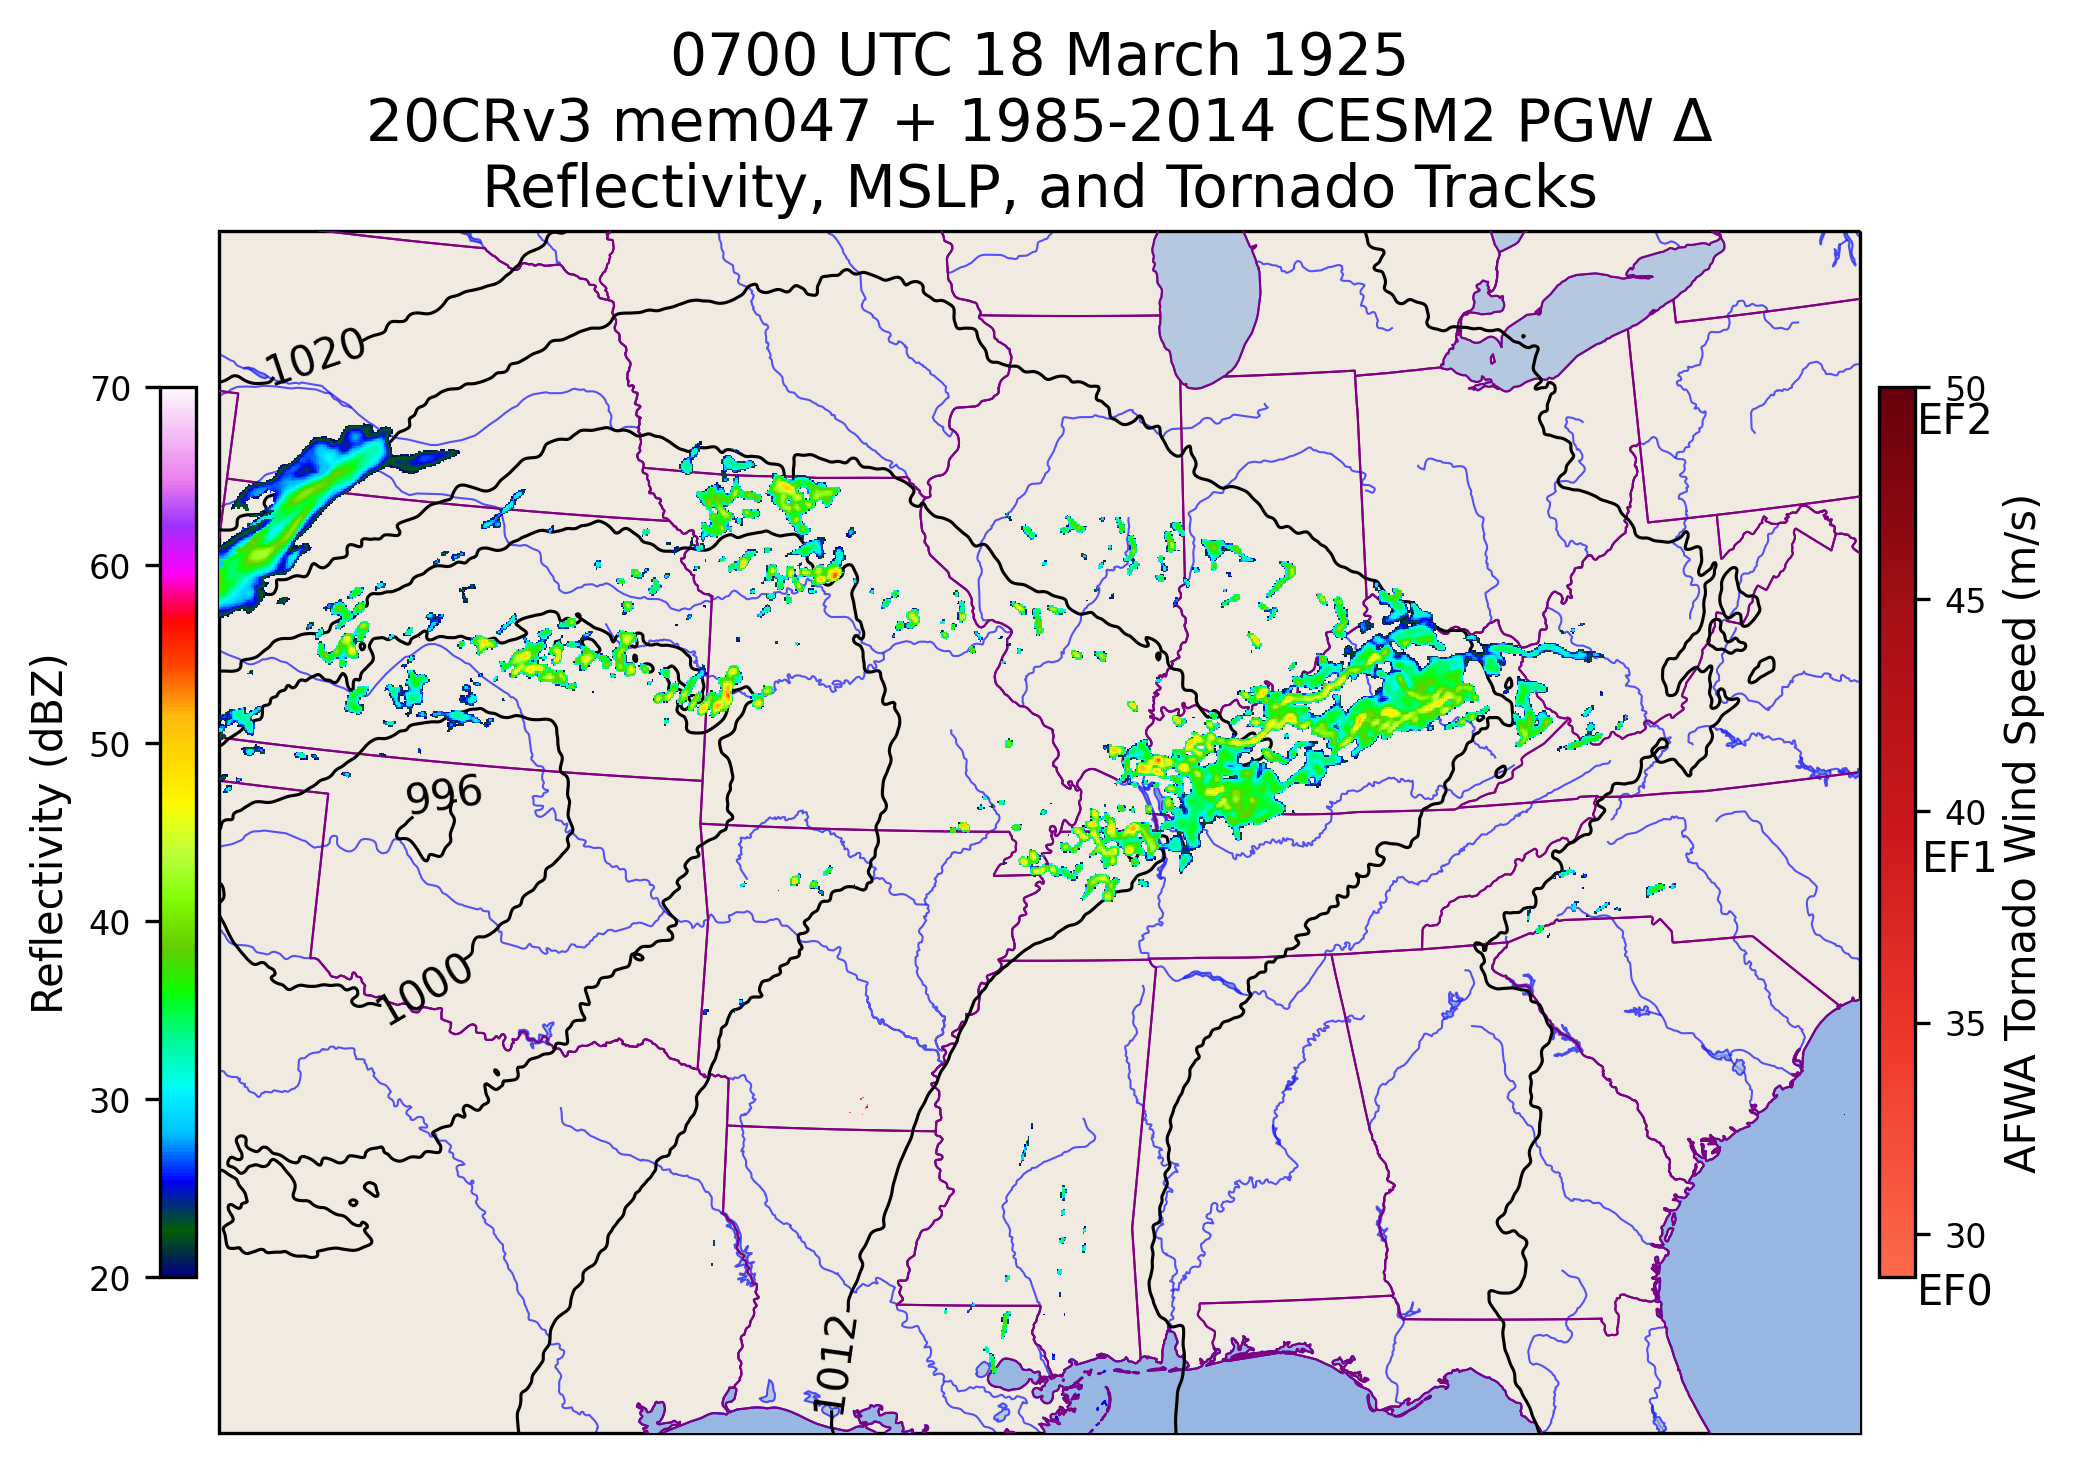 0700 UTC 18 March 1925
20CRv3 mem047 + 1985-2014 CESM2 PGW Δ
Reflectivity, MSLP, and Tornado Tracks
1020
996
1000
1012
70
60
50
40
30
20
Reflectivity (dBZ)
50
EF2
45
40
EF1
35
30
EF0
AFWA Tornado Wind Speed (m/s)